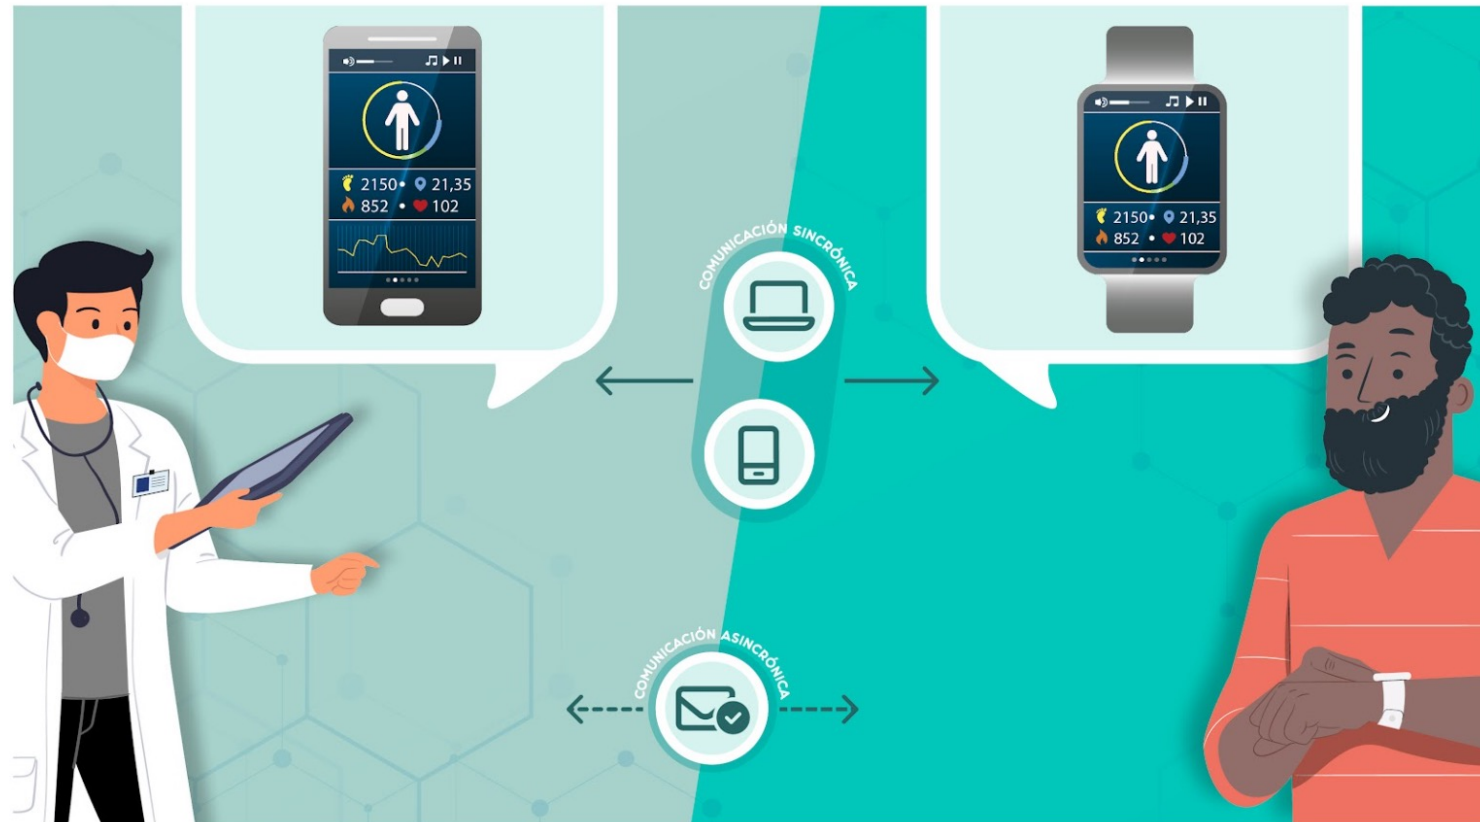 2150 • 21,35
852 • 102
2150 • 21,35
852 • 102
COMUNICACIÓN SINCRÓNICA
COMUNICACIÓN ASINCRÓNICA